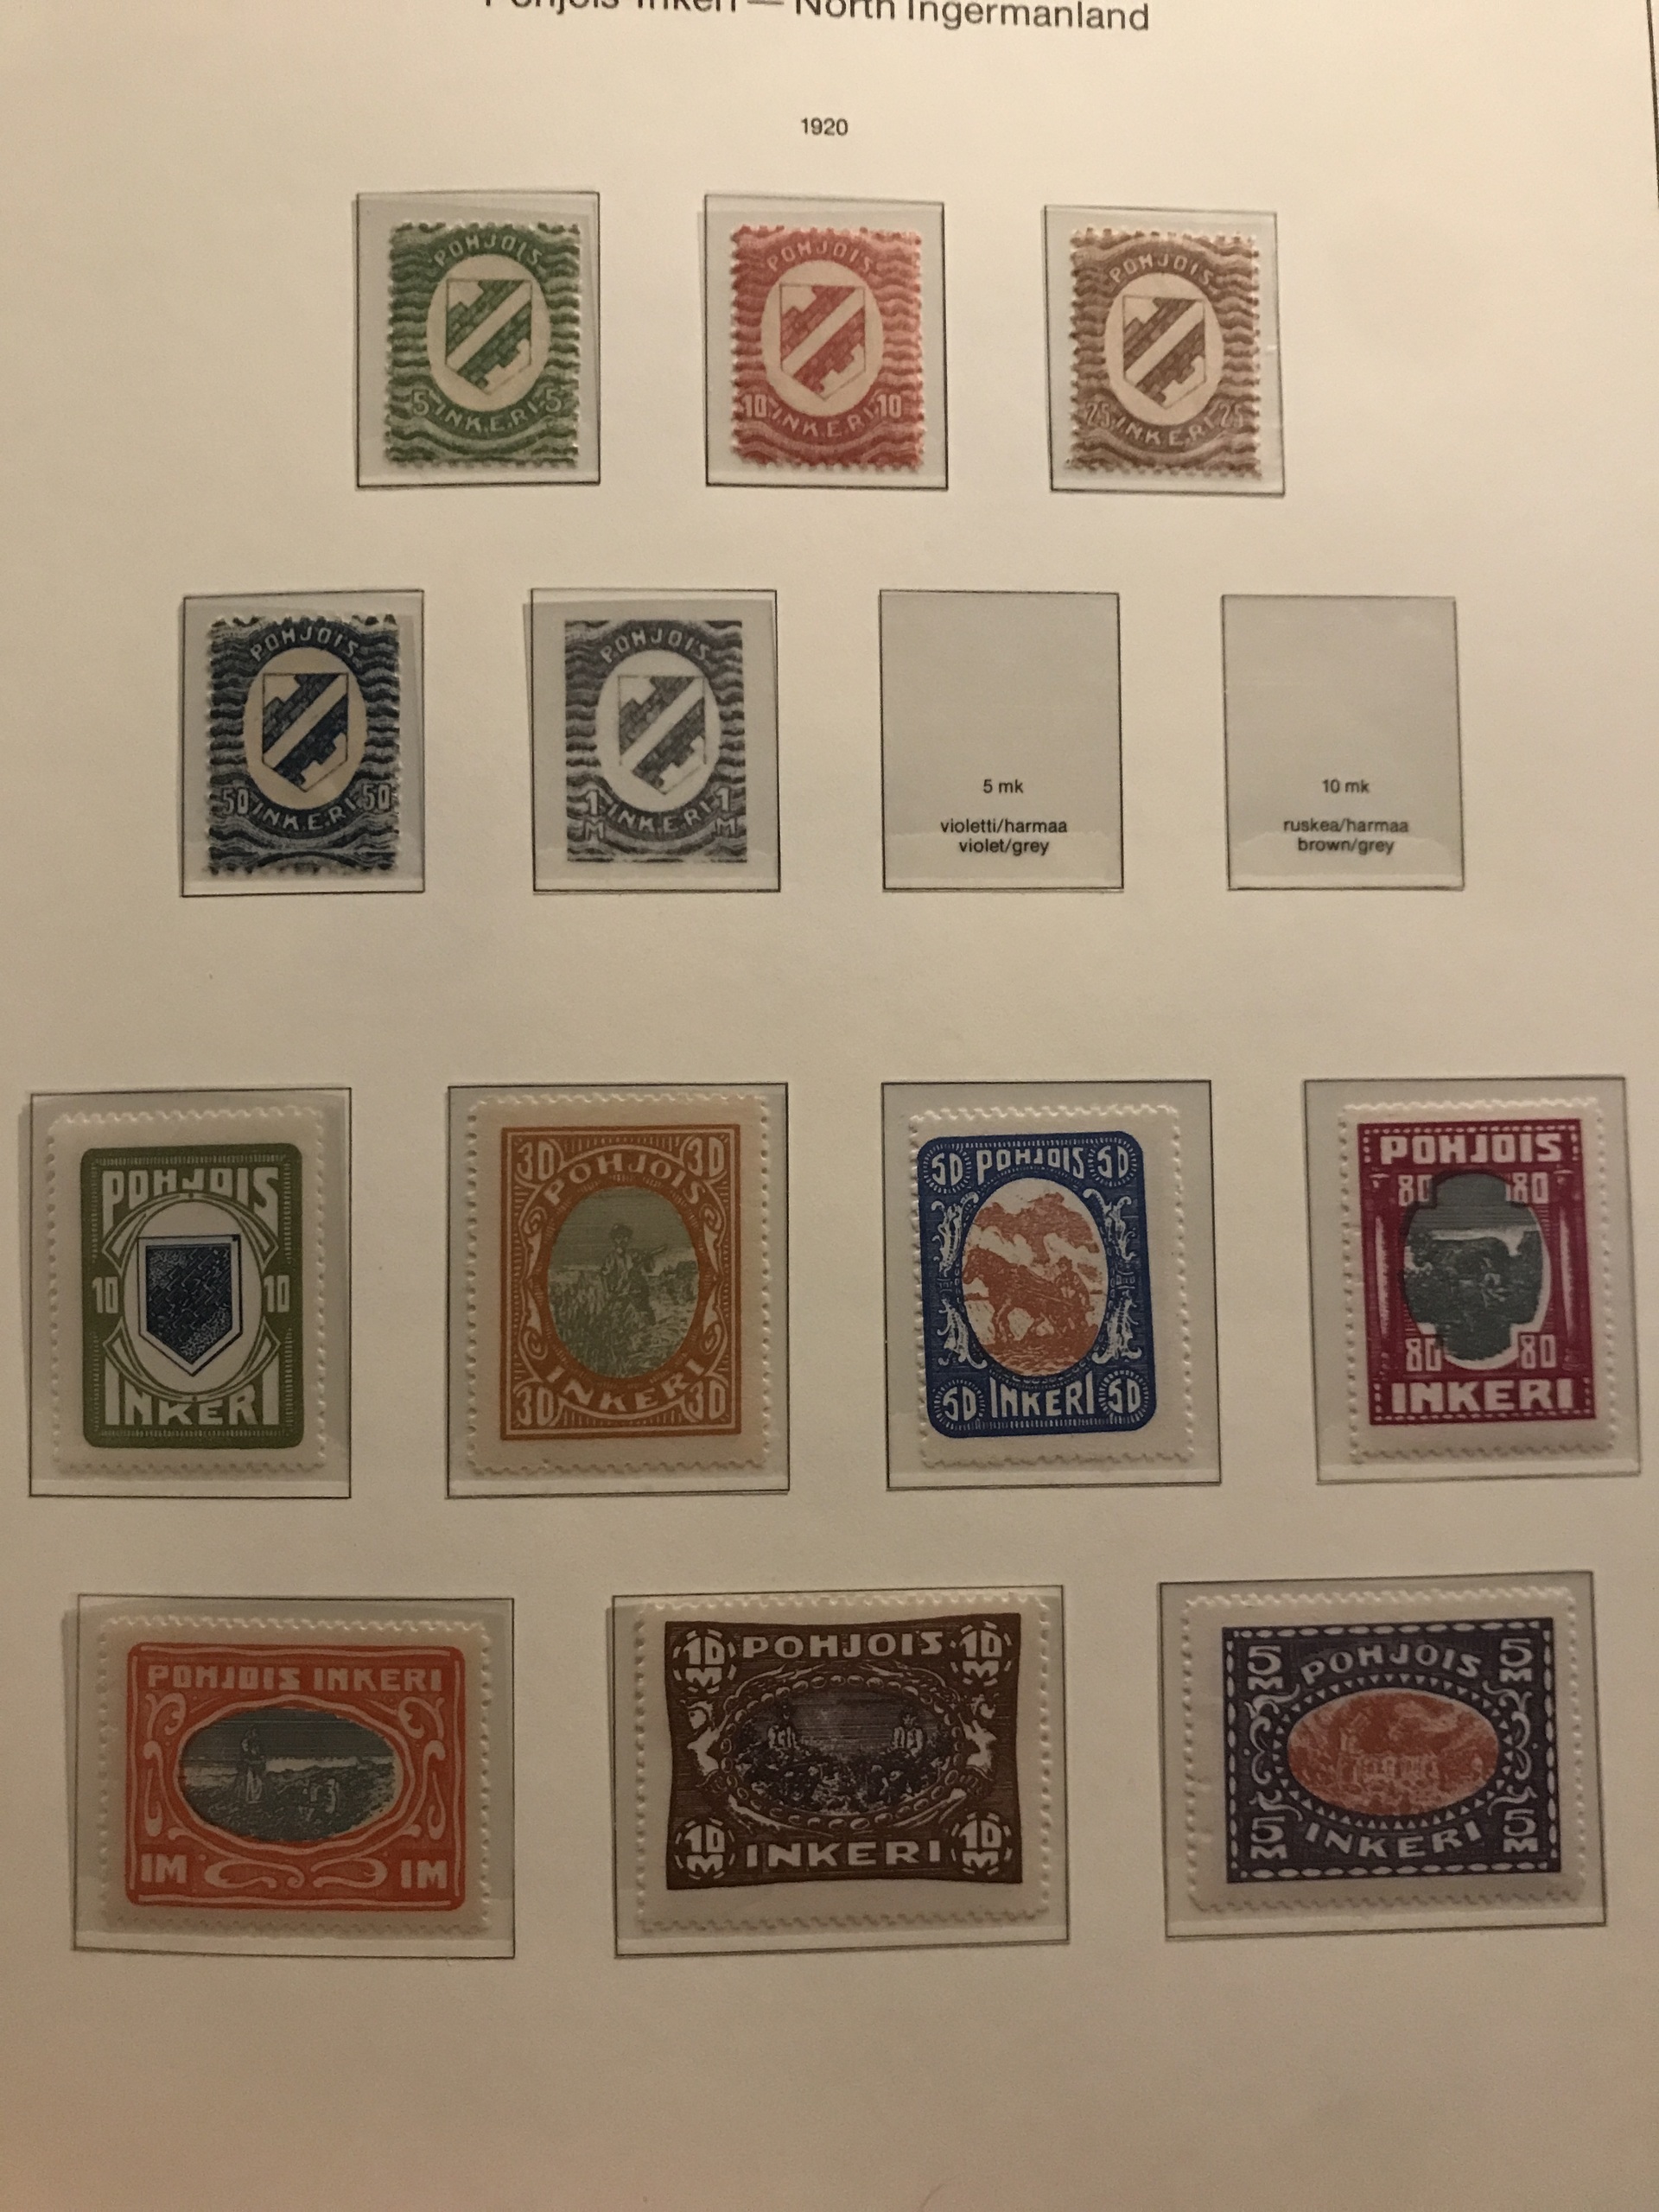 Pohjois-Inkeri — North Ingermanland
1920
POHJOIS
5 INKERI 5
POHJOIS
10 INKERI 10
POHJOIS
25 INKERI 25
POHJOIS
50 INKERI 50
POHJOIS
1 INKERI 1
M M
5 mk
violetti/harmaa
violet/grey
10 mk
ruskea/harmaa
brown/grey
POHJOIS
10 10
INKERI
30 30
POHJOIS
INKERI
30 30
50 POHJOIS 50
50 INKERI 50
POHJOIS
80 80
80 80
INKERI
POHJOIS INKERI
1M 1M
10 POHJOIS 10
M M
10 INKERI 10
M M
5 5
M POHJOIS M
5 5
M INKERI M